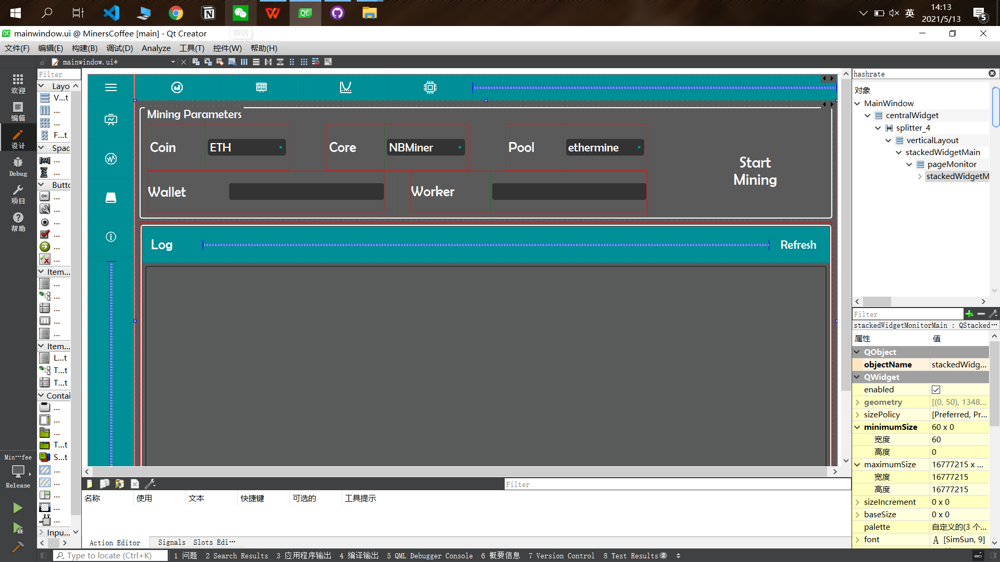 英
14:13
2021/5/13
5
mainwindow.ui @ MinersCoffee [main] - Qt Creator
微信
文件(F) 编辑(E) 构建(B) 调试(D) Analyze 工具(T) 控件(W) 帮助(H)
mainwindow.ui*
Filter
欢迎
编辑
设计
Debug
项目
帮助
Min···fee
Release
Layo
V...t
...
...
F...t
Spac
...
...
Butto
...
...
...
...
...
...
Item...
...
...
...
...
...
Item...
L...t
T...t
T...t
Contai
...
...
...
T...t
S...t
...
...
...
...
...
Inpu...
Mining Parameters
Coin ETH Core NBMiner Pool ethermine
Start
Mining
Wallet Worker
Log Refresh
Filter
名称 使用 文本 快捷键 可选的 工具提示
Action Editor Signals Slots Edi···
hashrate
对象
MainWindow
centralWidget
splitter_4
verticalLayout
stackedWidgetMain
pageMonitor
stackedWidgetM
Filter
stackedWidgetMonitorMain : QStacked···
属性 值
QObject
objectName stackedWidg...
QWidget
enabled
geometry [(0, 50), 1348...
sizePolicy [Preferred, Pr...
minimumSize 60 x 0
宽度 60
高度 0
maximumSize 16777215 x ...
宽度 16777215
高度 16777215
sizeIncrement 0 x 0
baseSize 0 x 0
palette 自定义的(3 个...
font A [SimSun, 9]
Type to locate (Ctrl+K) 1 问题 2 Search Results 3 应用程序输出 4 编译输出 5 QML Debugger Console 6 概要信息 7 Version Control 8 Test Results 2